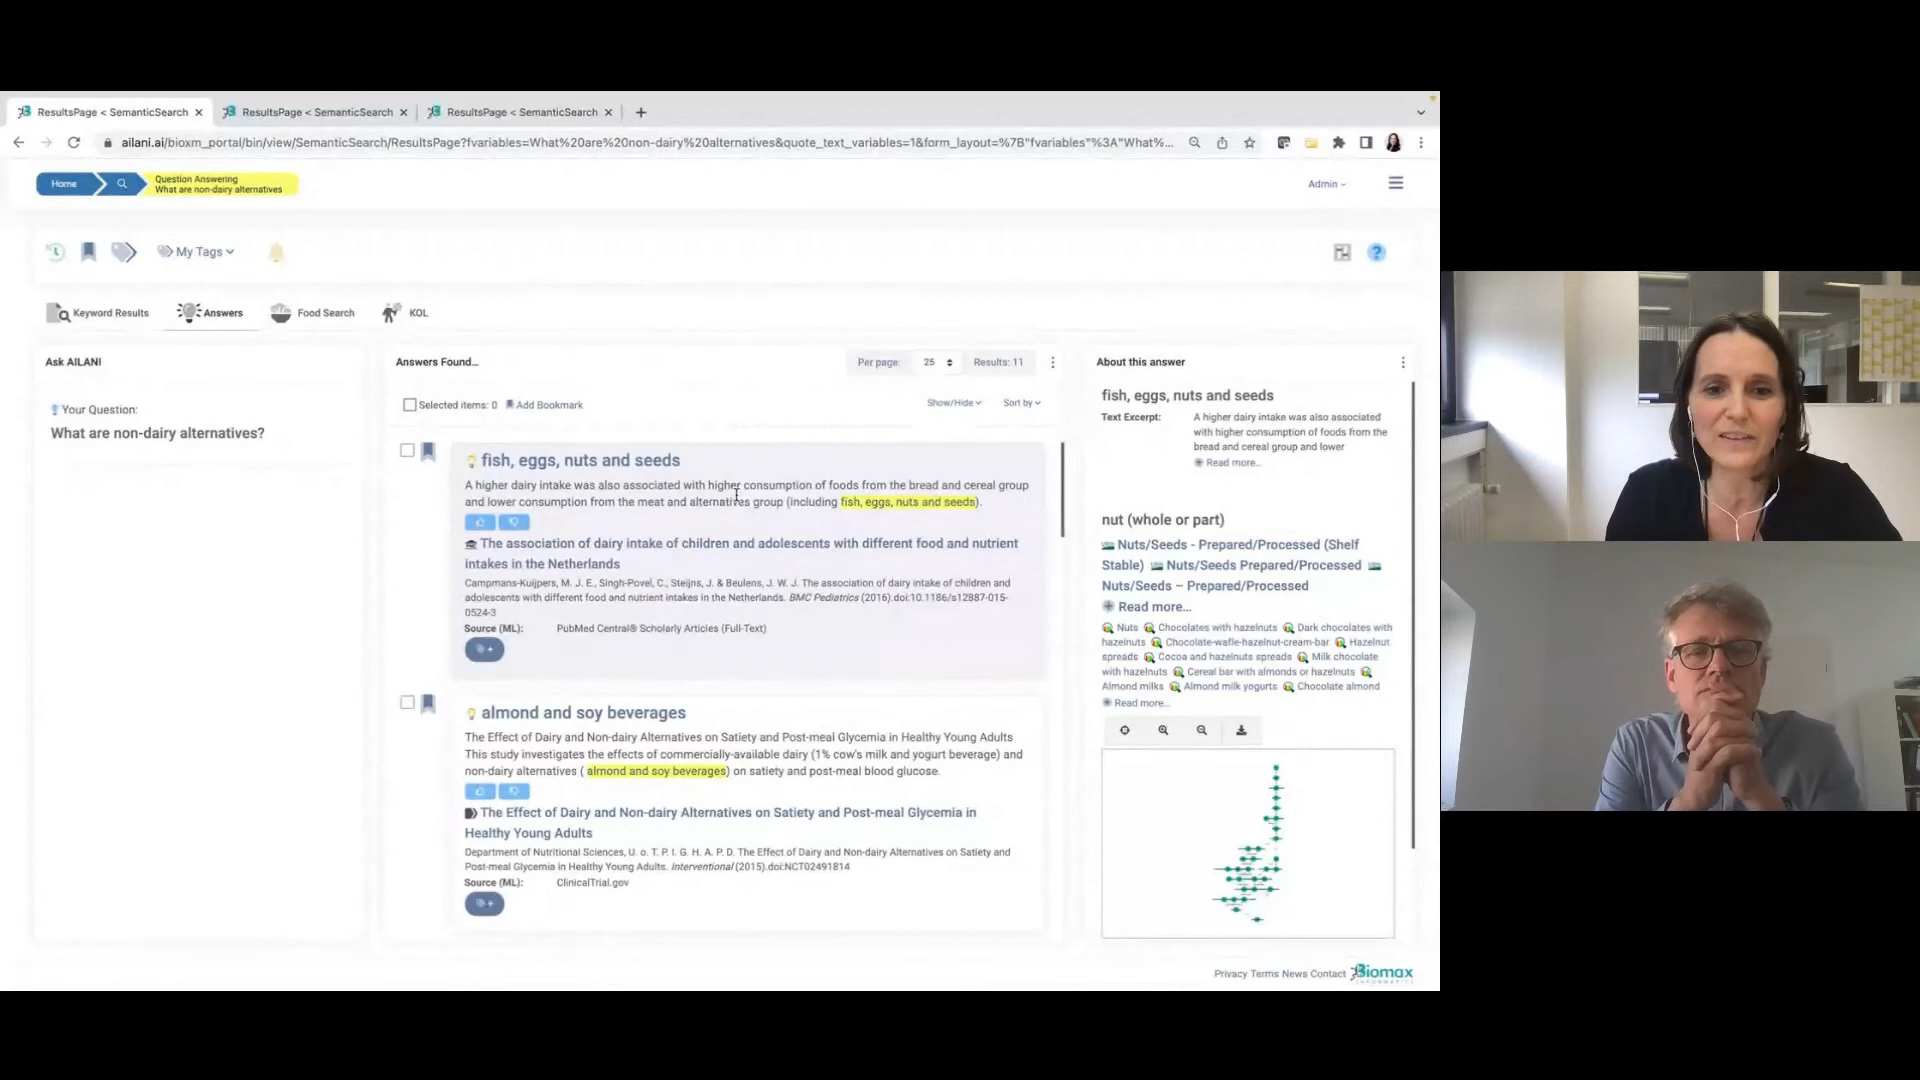 ResultsPage < SemanticSearch
ResultsPage < SemanticSearch
ResultsPage < SemanticSearch
ailani.ai/bioxm_portal/bin/view/SemanticSearch/ResultsPage?fvariables=What%20are%20non-dairy%20alternatives&quote_text_variables=1&form_layout=%7B"fvariables"%3A"What%...
Home
Question Answering
What are non-dairy alternatives
Admin
My Tags
?
Keyword Results
Answers
Food Search
KOL
Ask AILANI
Your Question:
What are non-dairy alternatives?
Answers Found...
Per page: 25
Results: 11
Selected items: 0
Add Bookmark
Show/Hide
Sort by
fish, eggs, nuts and seeds
A higher dairy intake was also associated with higher consumption of foods from the bread and cereal group
and lower consumption from the meat and alternatives group (including fish, eggs, nuts and seeds).
The association of dairy intake of children and adolescents with different food and nutrient
intakes in the Netherlands
Campmans-Kuijpers, M. J. E., Singh-Povel, C., Steijns, J. & Beulens, J. W. J. The association of dairy intake of children and
adolescents with different food and nutrient intakes in the Netherlands. BMC Pediatrics (2016).doi:10.1186/s12887-015-
0524-3
Source (ML): PubMed Central® Scholarly Articles (Full-Text)
almond and soy beverages
The Effect of Dairy and Non-dairy Alternatives on Satiety and Post-meal Glycemia in Healthy Young Adults
This study investigates the effects of commercially-available dairy (1% cow's milk and yogurt beverage) and
non-dairy alternatives ( almond and soy beverages) on satiety and post-meal blood glucose.
The Effect of Dairy and Non-dairy Alternatives on Satiety and Post-meal Glycemia in
Healthy Young Adults
Department of Nutritional Sciences, U. o. T. P. I. G. H. A. P. D. The Effect of Dairy and Non-dairy Alternatives on Satiety and
Post-meal Glycemia in Healthy Young Adults. Interventional (2015).doi:NCT02491814
Source (ML): ClinicalTrial.gov
About this answer
fish, eggs, nuts and seeds
Text Excerpt: A higher dairy intake was also associated
with higher consumption of foods from the
bread and cereal group and lower
Read more...
nut (whole or part)
Nuts/Seeds - Prepared/Processed (Shelf
Stable) Nuts/Seeds Prepared/Processed
Nuts/Seeds – Prepared/Processed
Read more...
Nuts Chocolates with hazelnuts Dark chocolates with
hazelnuts Chocolate-wafle-hazelnut-cream-bar Hazelnut
spreads Cocoa and hazelnuts spreads Milk chocolate
with hazelnuts Cereal bar with almonds or hazelnuts
Almond milks Almond milk yogurts Chocolate almond
Read more...
Privacy Terms News Contact Biomax
INFORMATICS